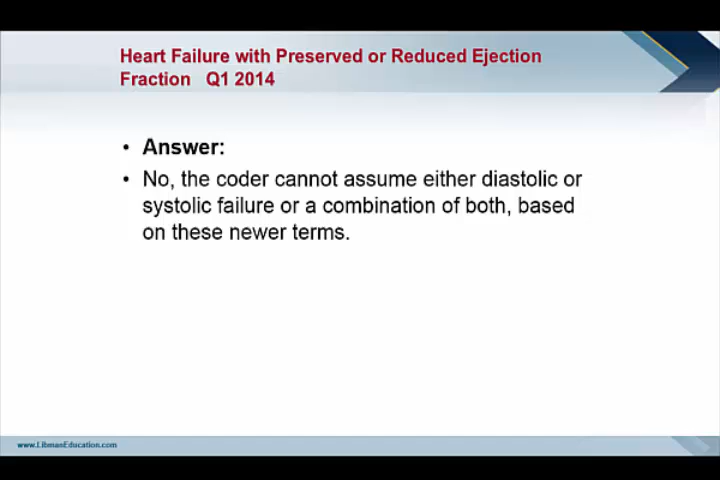 Heart Failure with Preserved or Reduced Ejection
Fraction Q1 2014
• Answer:
• No, the coder cannot assume either diastolic or
systolic failure or a combination of both, based
on these newer terms.
www.LibmanEducation.com